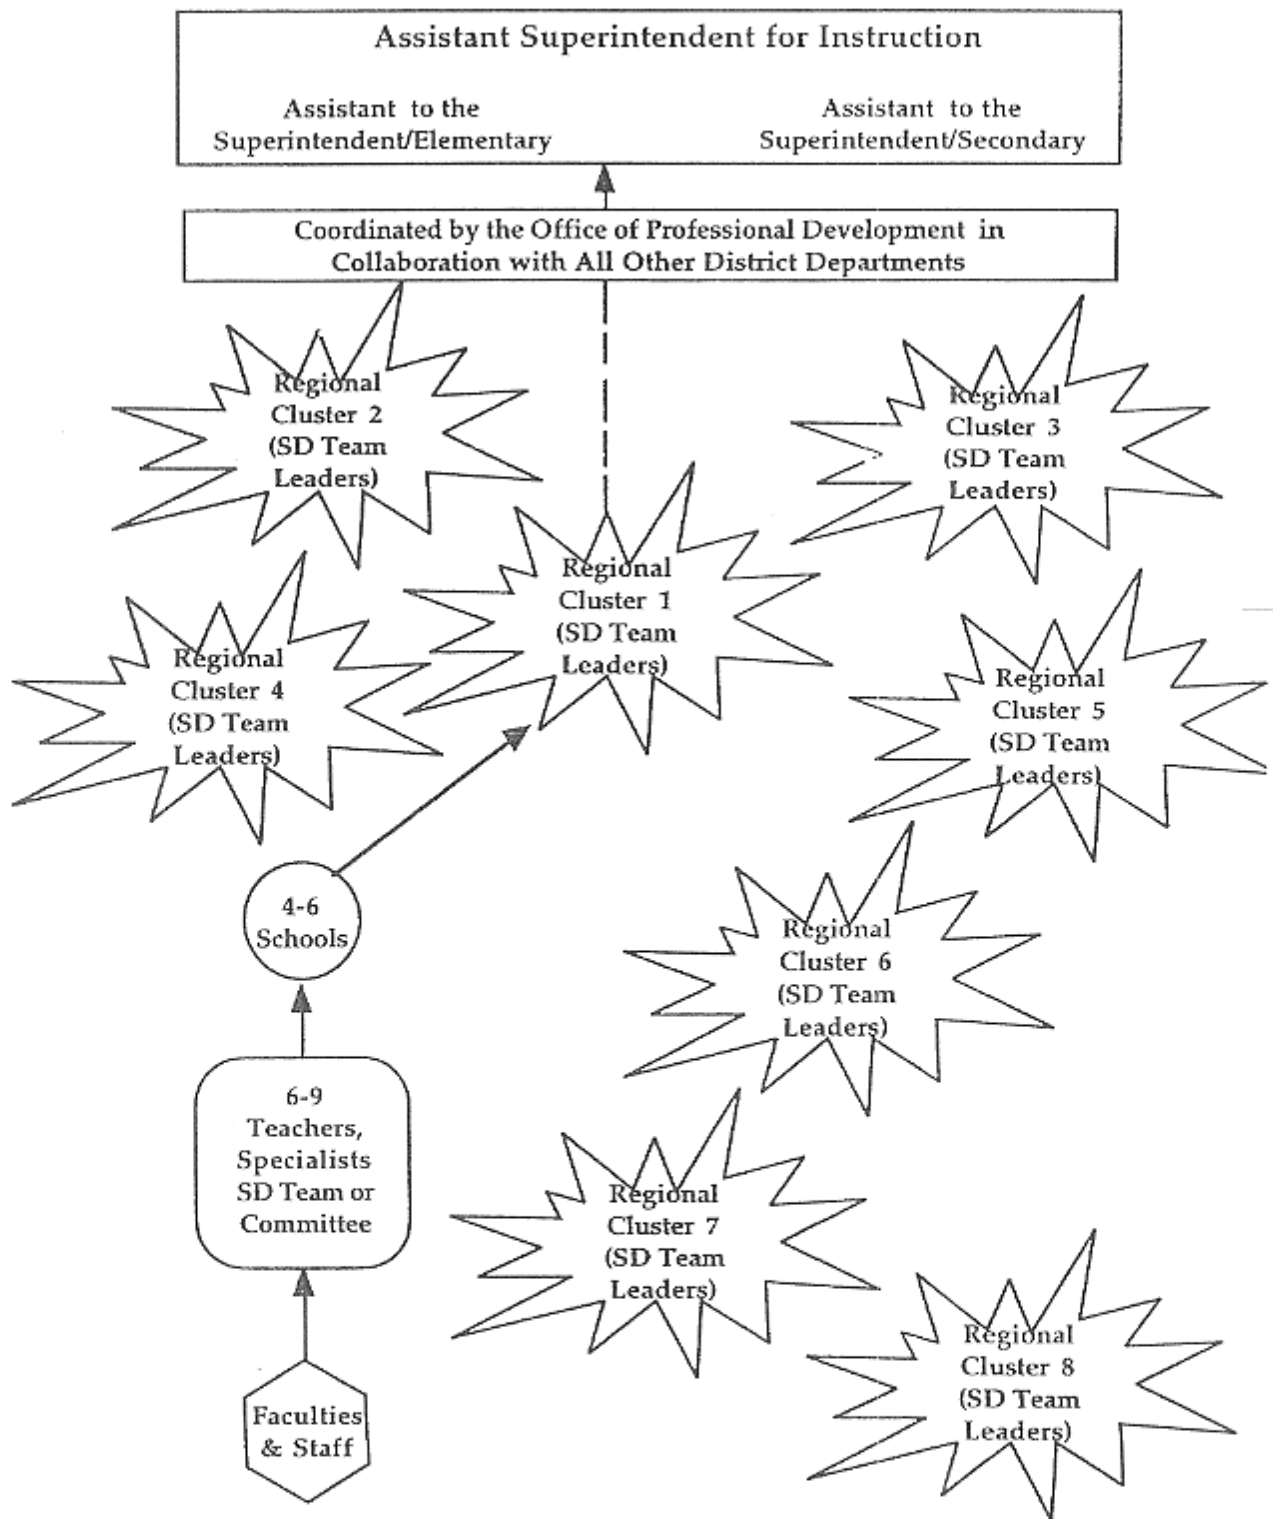 Assistant Superintendent for Instruction
Assistant to the
Superintendent/Elementary
Assistant to the
Superintendent/Secondary
Coordinated by the Office of Professional Development in
Collaboration with All Other District Departments
Regional
Cluster 2
(SD Team
Leaders)
Regional
Cluster 3
(SD Team
Leaders)
Regional
Cluster 1
(SD Team
Leaders)
Regional
Cluster 4
(SD Team
Leaders)
Regional
Cluster 5
(SD Team
Leaders)
4-6
Schools
Regional
Cluster 6
(SD Team
Leaders)
6-9
Teachers,
Specialists
SD Team or
Committee
Regional
Cluster 7
(SD Team
Leaders)
Regional
Cluster 8
(SD Team
Leaders)
Faculties
& Staff